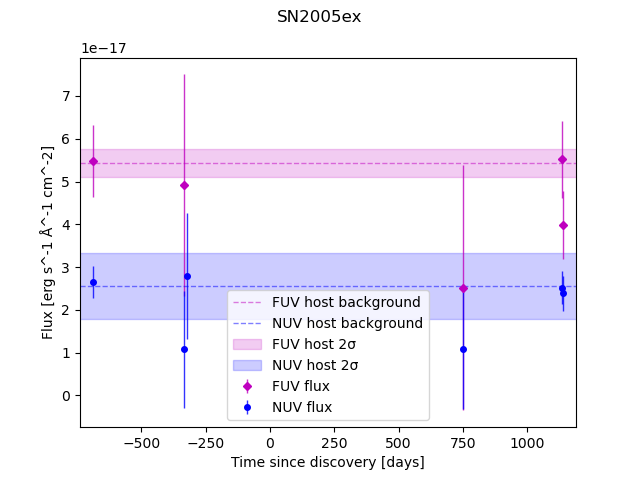 SN2005ex
1e−17
7
6
5
4
3
2
1
0
Flux [erg s^-1 Å^-1 cm^-2]
FUV host background
NUV host background
FUV host 2σ
NUV host 2σ
FUV flux
NUV flux
−500 −250 0 250 500 750 1000
Time since discovery [days]